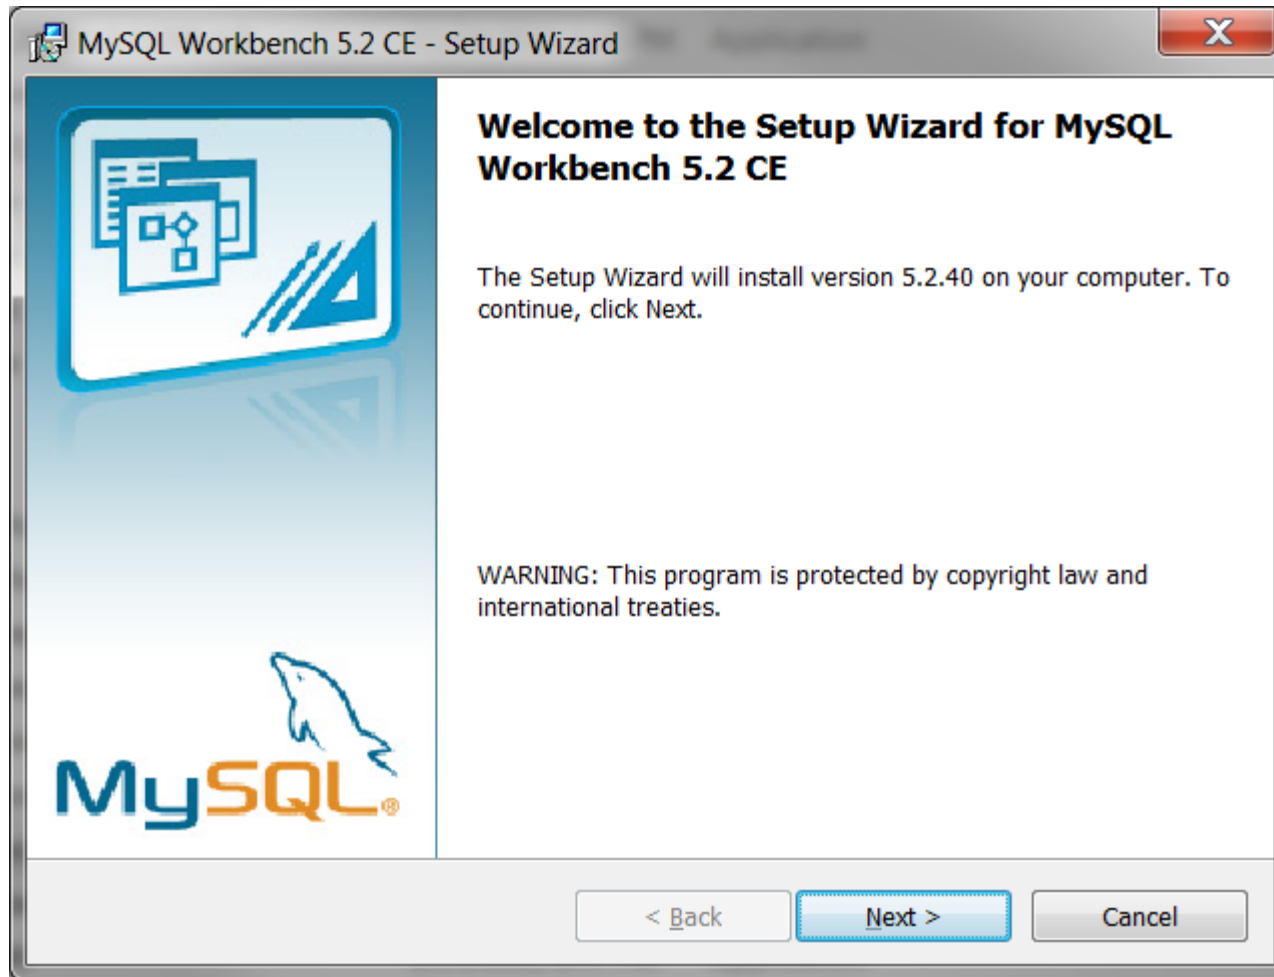 MySQL Workbench 5.2 CE - Setup Wizard
Welcome to the Setup Wizard for MySQL
Workbench 5.2 CE
The Setup Wizard will install version 5.2.40 on your computer. To
continue, click Next.
WARNING: This program is protected by copyright law and
international treaties.
MySQL®
< Back
Next >
Cancel